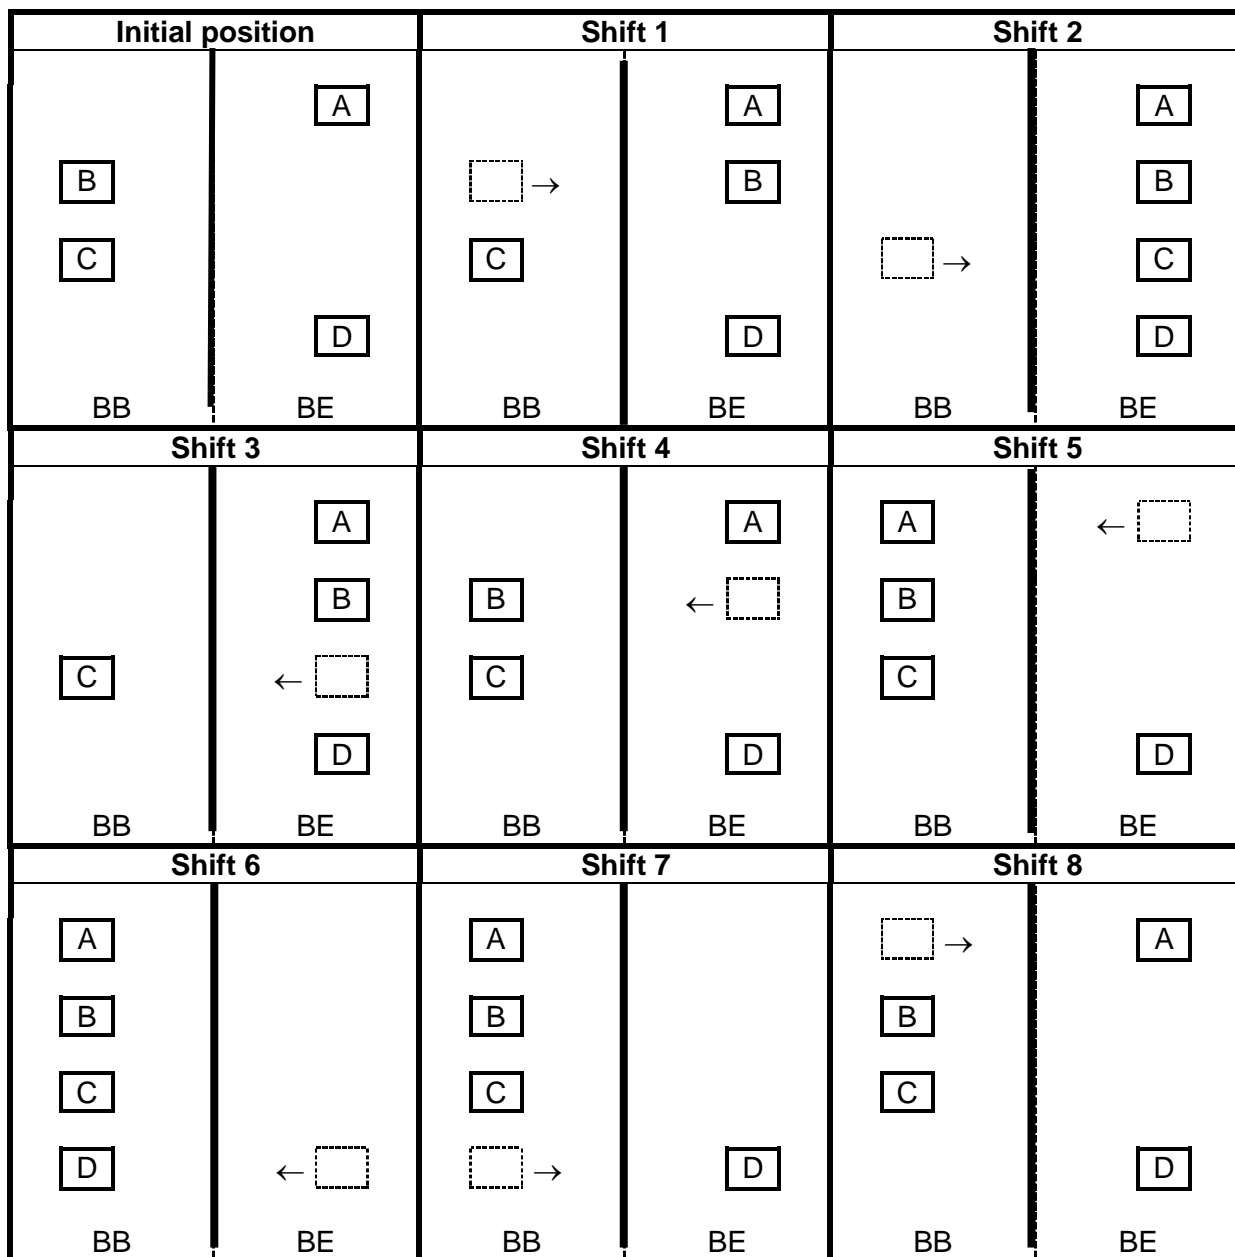 Initial position Shift 1 Shift 2
A A A
B B B
C C C
D D D
BB BE BB BE BB BE
Shift 3 Shift 4 Shift 5
A A A
B B B
C C C
D D D
BB BE BB BE BB BE
Shift 6 Shift 7 Shift 8
A A A
B B B
C C C
D D D
BB BE BB BE BB BE